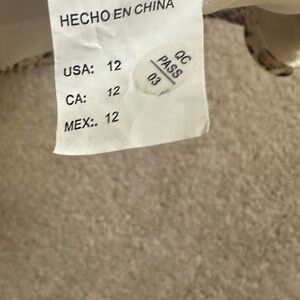 HECHO EN CHINA
USA: 12
CA: 12
MEX:. 12
QC
PASS
03